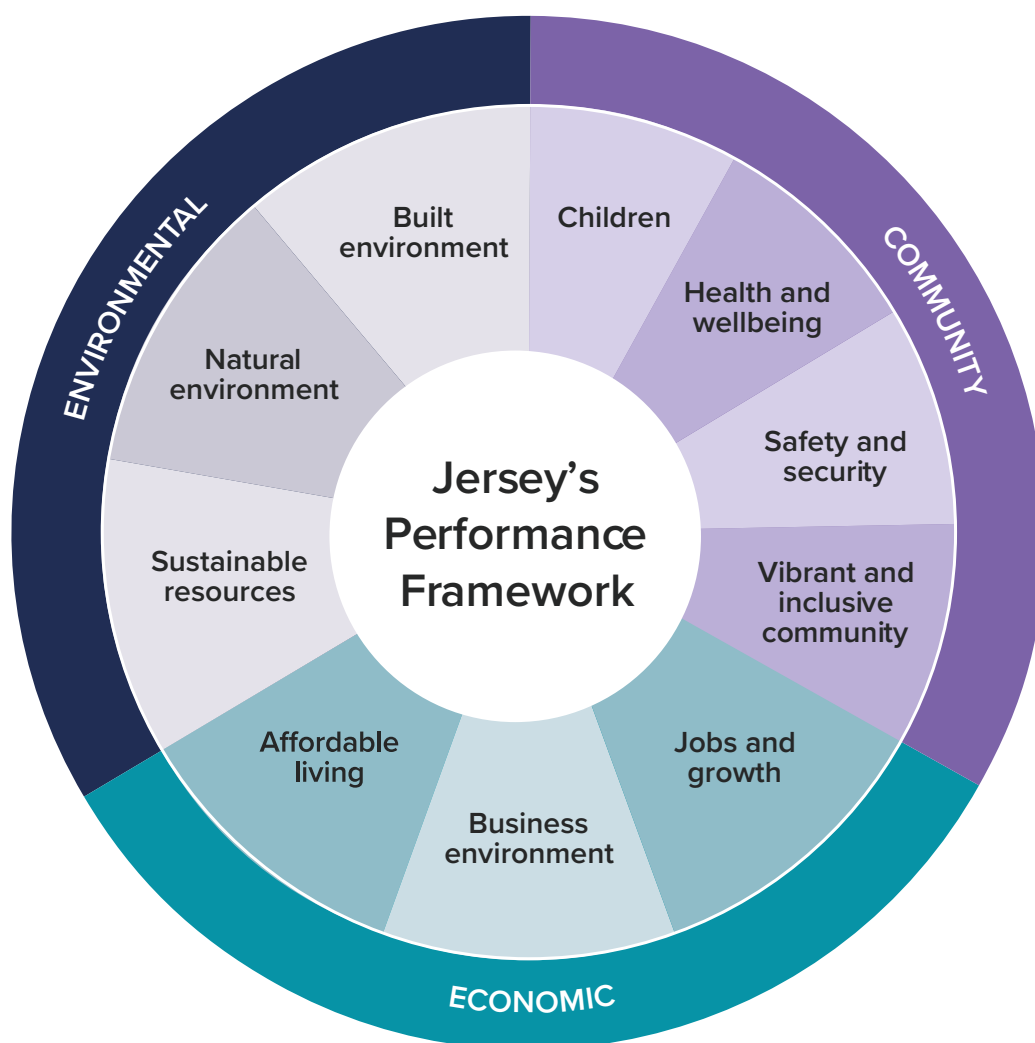 Jersey’s
Performance
Framework
COMMUNITY
Children
Health and
wellbeing
Safety and
security
Vibrant and
inclusive
community
ECONOMIC
Jobs and
growth
Business
environment
Affordable
living
ENVIRONMENTAL
Sustainable
resources
Natural
environment
Built
environment